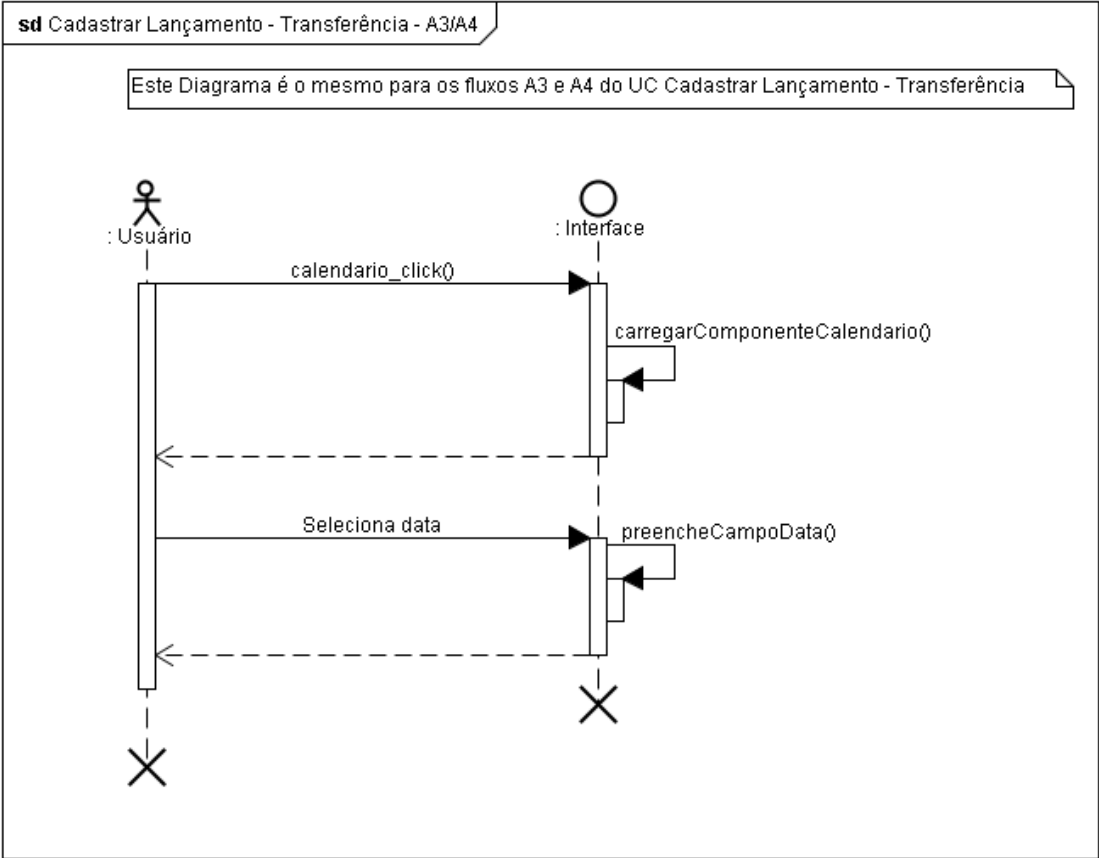 sd Cadastrar Lançamento - Transferência - A3/A4
Este Diagrama é o mesmo para os fluxos A3 e A4 do UC Cadastrar Lançamento - Transferência
: Usuário
: Interface
calendario_click()
carregarComponenteCalendario()
Seleciona data
preencheCampoData()